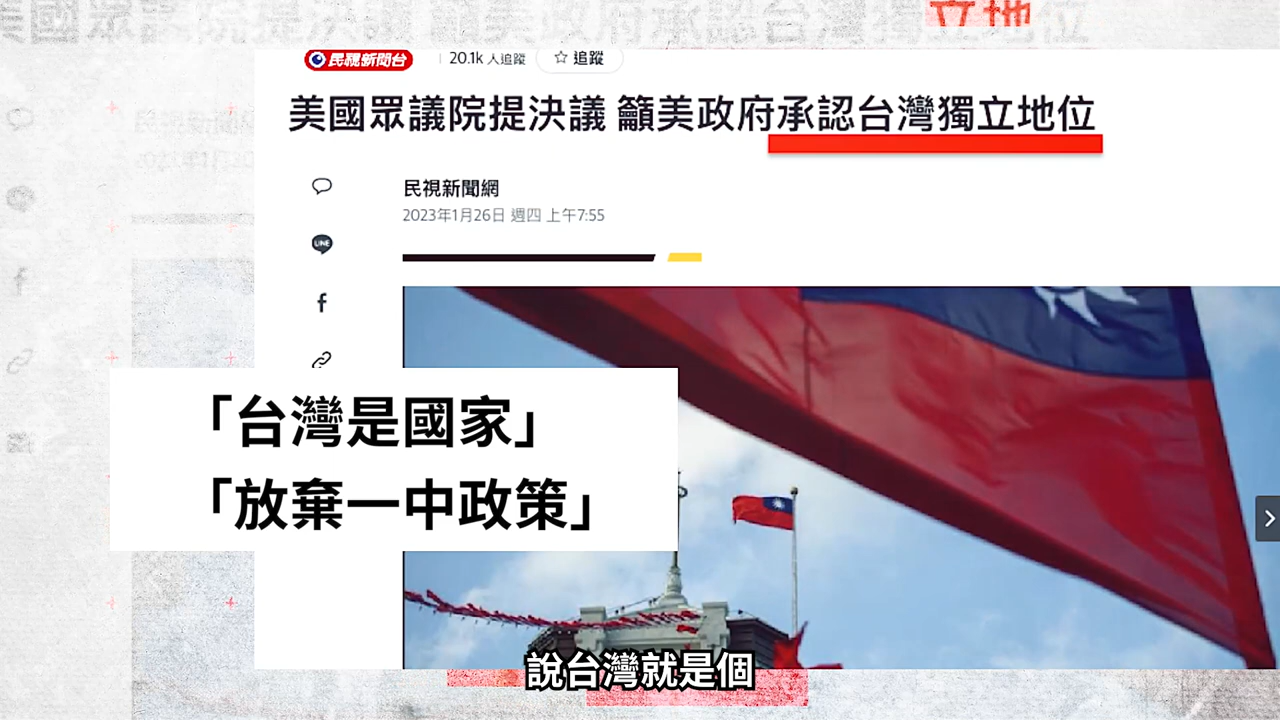 立地
民視新聞台 20.1k 人追蹤 追蹤
美國眾議院提決議 籲美政府承認台灣獨立地位
民視新聞網
2023年1月26日 週四 上午7:55
LINE
「台灣是國家」
「放棄一中政策」
說台灣就是個